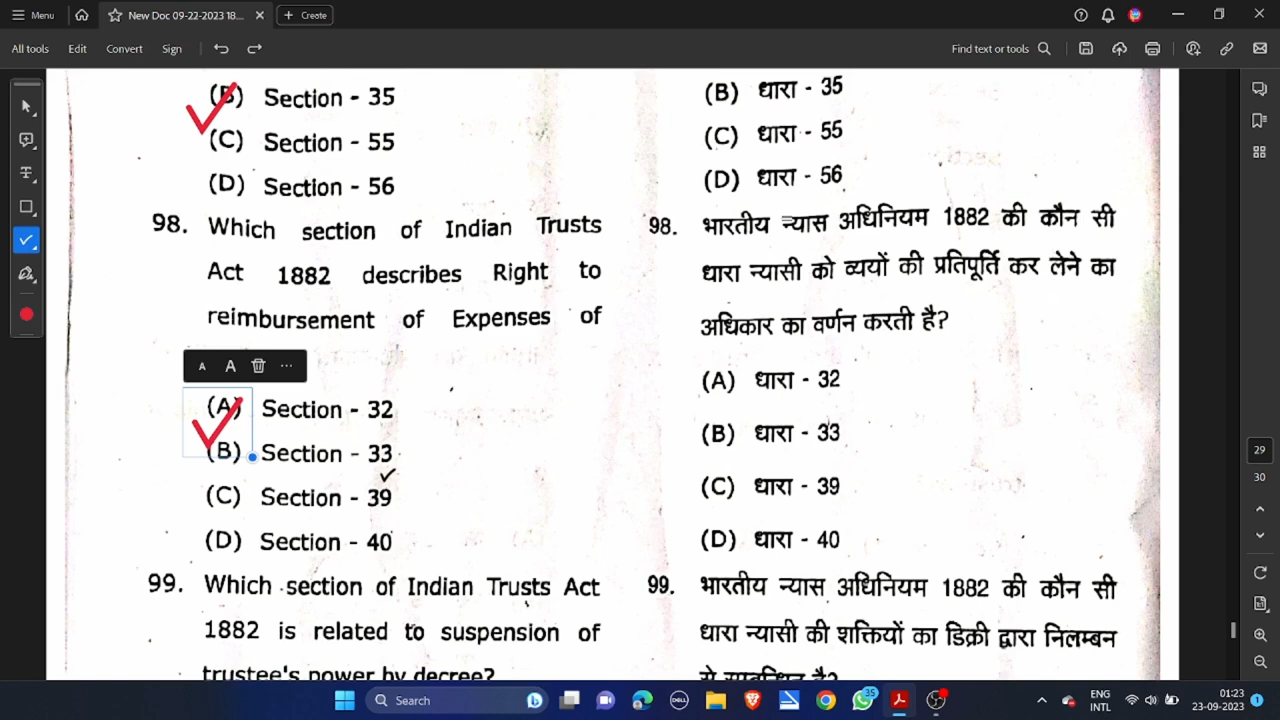 Menu
New Doc 09-22-2023 18...
Create
All tools
Edit
Convert
Sign
Find text or tools
(B) Section - 35
(C) Section - 55
(D) Section - 56
98. Which section of Indian Trusts
Act 1882 describes Right to
reimbursement of Expenses of
A A ...
(A) Section - 32
(B) Section - 33
(C) Section - 39
(D) Section - 40
99. Which section of Indian Trusts Act
1882 is related to suspension of
trustee's power by decree?
(B) धारा - 35
(C) धारा - 55
(D) धारा - 56
98. भारतीय न्यास अधिनियम 1882 की कौन सी
धारा न्यासी को व्ययों की प्रतिपूर्ति कर लेने का
अधिकार का वर्णन करती है?
(A) धारा - 32
(B) धारा - 33
(C) धारा - 39
(D) धारा - 40
99. भारतीय न्यास अधिनियम 1882 की कौन सी
धारा न्यासी की शक्तियों का डिक्री द्वारा निलम्बन
से सम्बन्धित है?
29
30
Search
DELL
35
ENG
INTL
01:23
23-09-2023